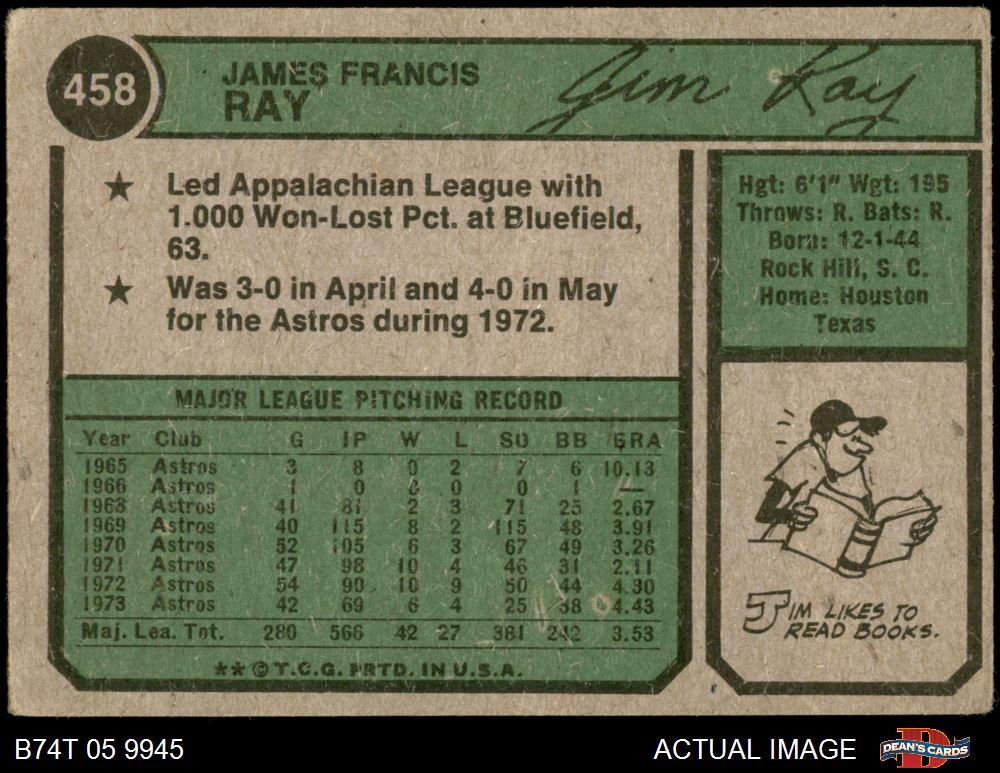 458
JAMES FRANCIS
RAY
Jim Ray
★ Led Appalachian League with
1.000 Won-Lost Pct. at Bluefield,
63.
★ Was 3-0 in April and 4-0 in May
for the Astros during 1972.
Hgt: 6'1" Wgt: 195
Throws: R. Bats: R.
Born: 12-1-44
Rock Hill, S. C.
Home: Houston
Texas
MAJOR LEAGUE PITCHING RECORD
Year Club G IP W L SO BB ERA
1965 Astros 3 8 0 2 7 6 10.13
1966 Astros 1 0 0 0 0 1 —
1968 Astros 41 81 2 3 71 25 2.67
1969 Astros 40 115 8 2 115 48 3.91
1970 Astros 52 105 6 3 67 49 3.26
1971 Astros 47 98 10 4 46 31 2.11
1972 Astros 54 90 10 9 50 44 4.30
1973 Astros 42 69 6 4 25 38 4.43
Maj. Lea. Tot. 280 566 42 27 381 242 3.53
**©T.C.G. PRTD. IN U.S.A.
JIM LIKES TO
READ BOOKS.
B74T 05 9945
ACTUAL IMAGE
DEAN'S CARDS